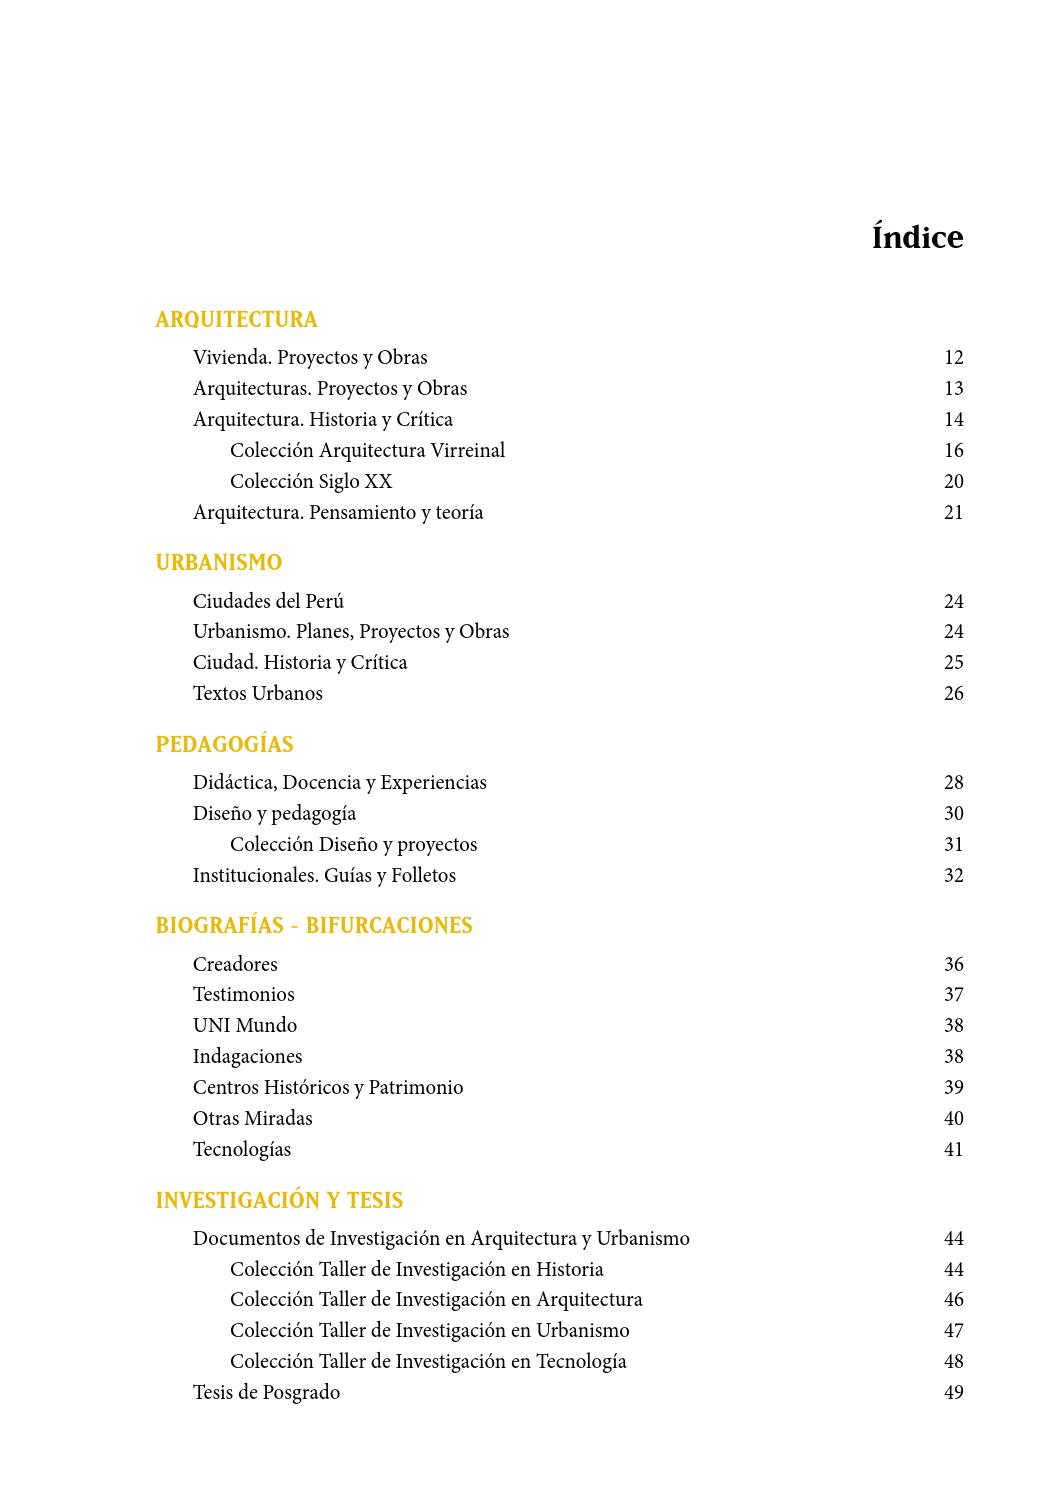 Índice
ARQUITECTURA
Vivienda. Proyectos y Obras 12
Arquitecturas. Proyectos y Obras 13
Arquitectura. Historia y Crítica 14
Colección Arquitectura Virreinal 16
Colección Siglo XX 20
Arquitectura. Pensamiento y teoría 21
URBANISMO
Ciudades del Perú 24
Urbanismo. Planes, Proyectos y Obras 24
Ciudad. Historia y Crítica 25
Textos Urbanos 26
PEDAGOGÍAS
Didáctica, Docencia y Experiencias 28
Diseño y pedagogía 30
Colección Diseño y proyectos 31
Institucionales. Guías y Folletos 32
BIOGRAFÍAS - BIFURCACIONES
Creadores 36
Testimonios 37
UNI Mundo 38
Indagaciones 38
Centros Históricos y Patrimonio 39
Otras Miradas 40
Tecnologías 41
INVESTIGACIÓN Y TESIS
Documentos de Investigación en Arquitectura y Urbanismo 44
Colección Taller de Investigación en Historia 44
Colección Taller de Investigación en Arquitectura 46
Colección Taller de Investigación en Urbanismo 47
Colección Taller de Investigación en Tecnología 48
Tesis de Posgrado 49